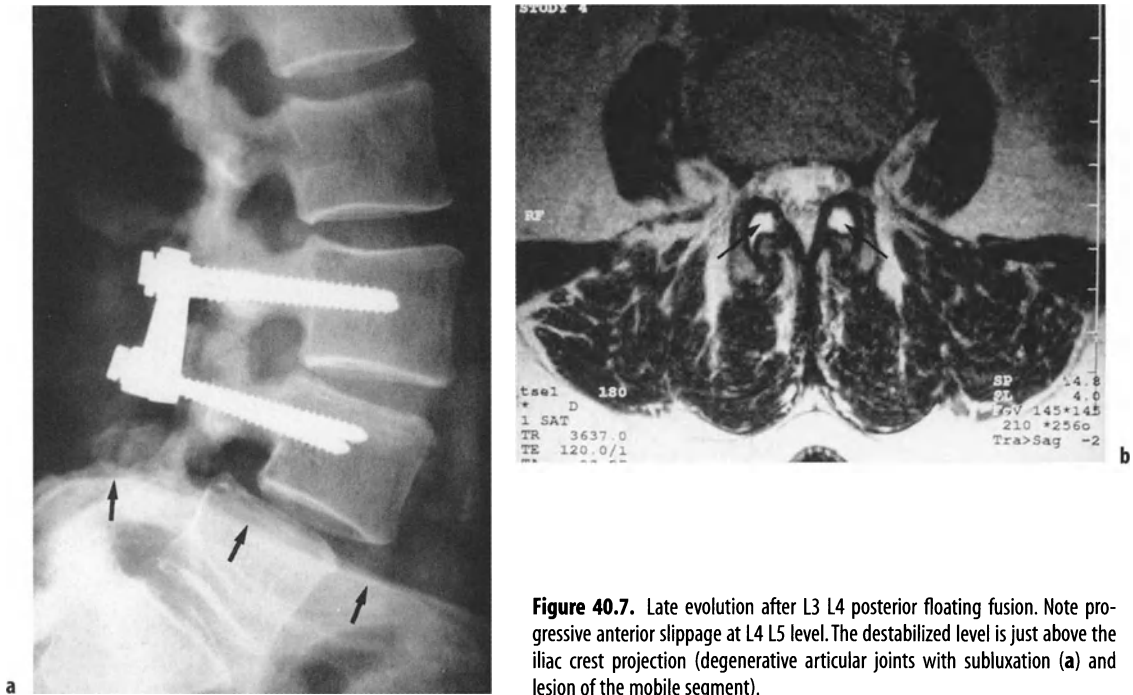 STUDY 4
RF
tse1 180
* D
1 SAT
TR 3637.0
TE 120.0/1
SP 14.8
SL 4.0
FOV 145*145
210 *256o
Tra>Sag -2
a
b
Figure 40.7. Late evolution after L3 L4 posterior floating fusion. Note pro-
gressive anterior slippage at L4 L5 level. The destabilized level is just above the
iliac crest projection (degenerative articular joints with subluxation (a) and
lesion of the mobile segment).